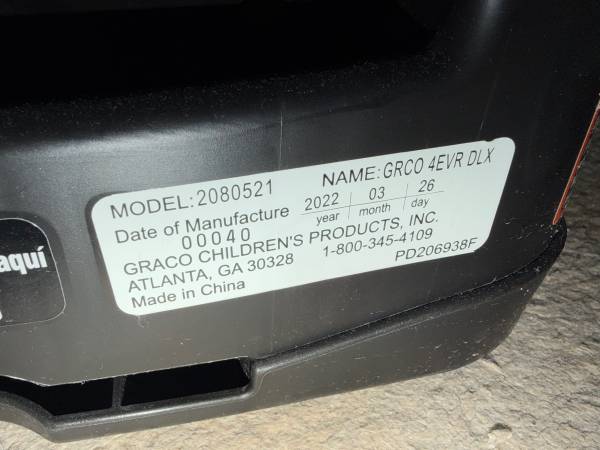 MODEL:2080521 NAME:GRCO 4EVR DLX
Date of Manufacture 2022 03 26
year month day
00040
GRACO CHILDREN'S PRODUCTS, INC.
ATLANTA, GA 30328 1-800-345-4109
Made in China PD206938F
aquí